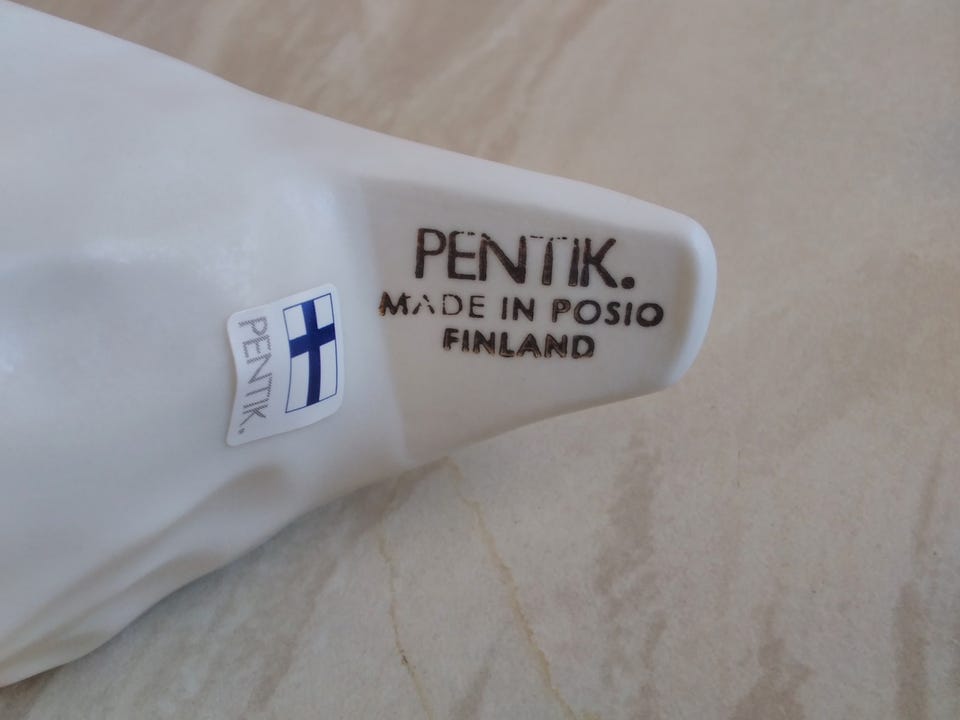 PENTIK.
MADE IN POSIO
FINLAND
PENTIK.